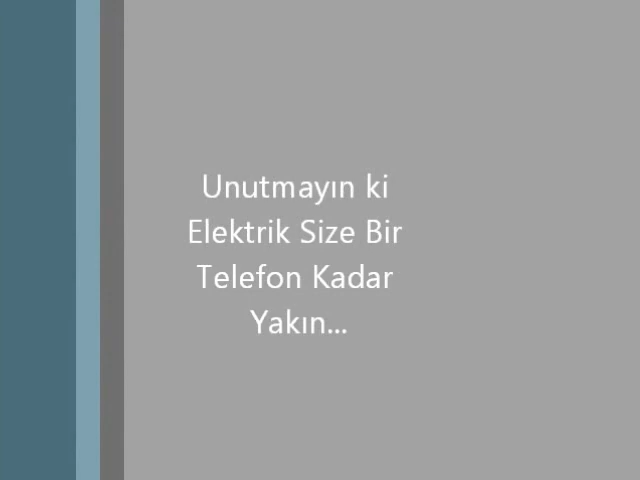 Unutmayın ki
Elektrik Size Bir
Telefon Kadar
Yakın...